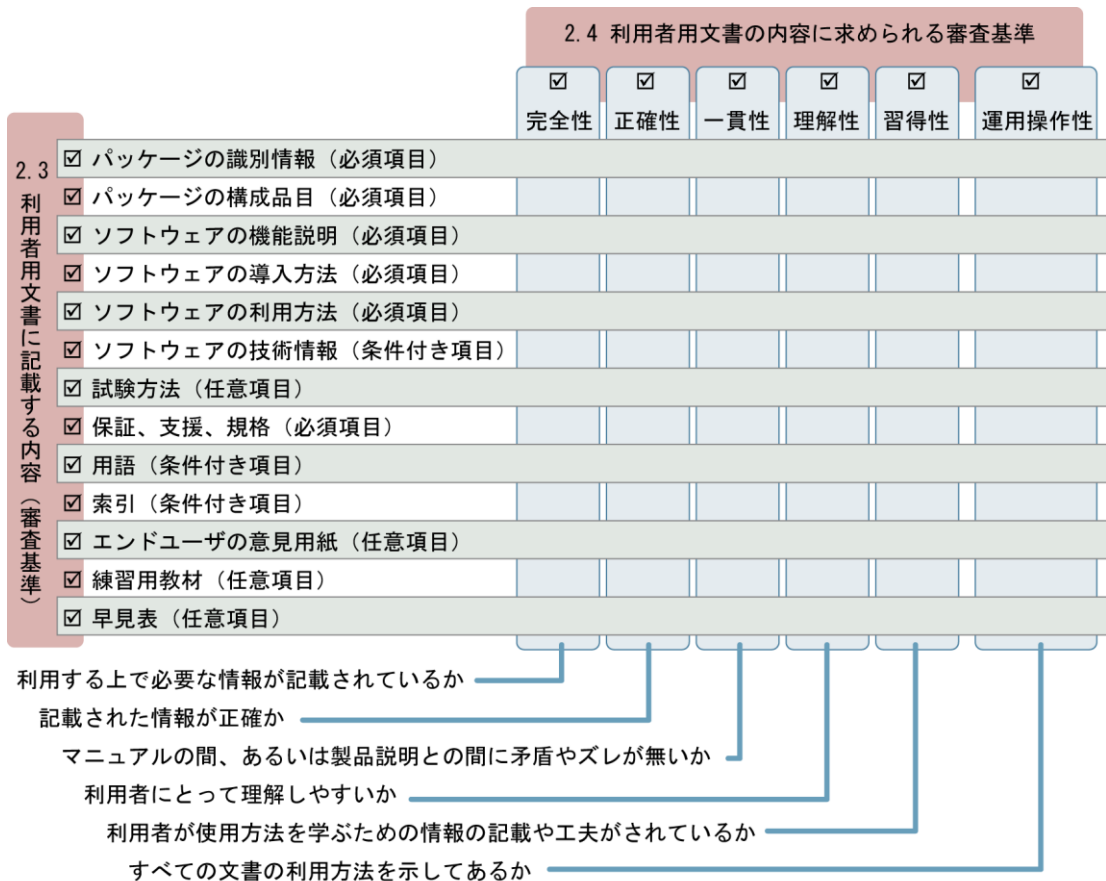 2.4 利用者用文書の内容に求められる審査基準
☑ ☑ ☑ ☑ ☑ ☑
完全性 正確性 一貫性 理解性 習得性 運用操作性
2.3 利用者用文書に記載する内容（審査基準）
☑ パッケージの識別情報（必須項目）
☑ パッケージの構成品目（必須項目）
☑ ソフトウェアの機能説明（必須項目）
☑ ソフトウェアの導入方法（必須項目）
☑ ソフトウェアの利用方法（必須項目）
☑ ソフトウェアの技術情報（条件付き項目）
☑ 試験方法（任意項目）
☑ 保証、支援、規格（必須項目）
☑ 用語（条件付き項目）
☑ 索引（条件付き項目）
☑ エンドユーザの意見用紙（任意項目）
☑ 練習用教材（任意項目）
☑ 早見表（任意項目）
利用する上で必要な情報が記載されているか
記載された情報が正確か
マニュアルの間、あるいは製品説明との間に矛盾やズレが無いか
利用者にとって理解しやすいか
利用者が使用方法を学ぶための情報の記載や工夫がされているか
すべての文書の利用方法を示してあるか